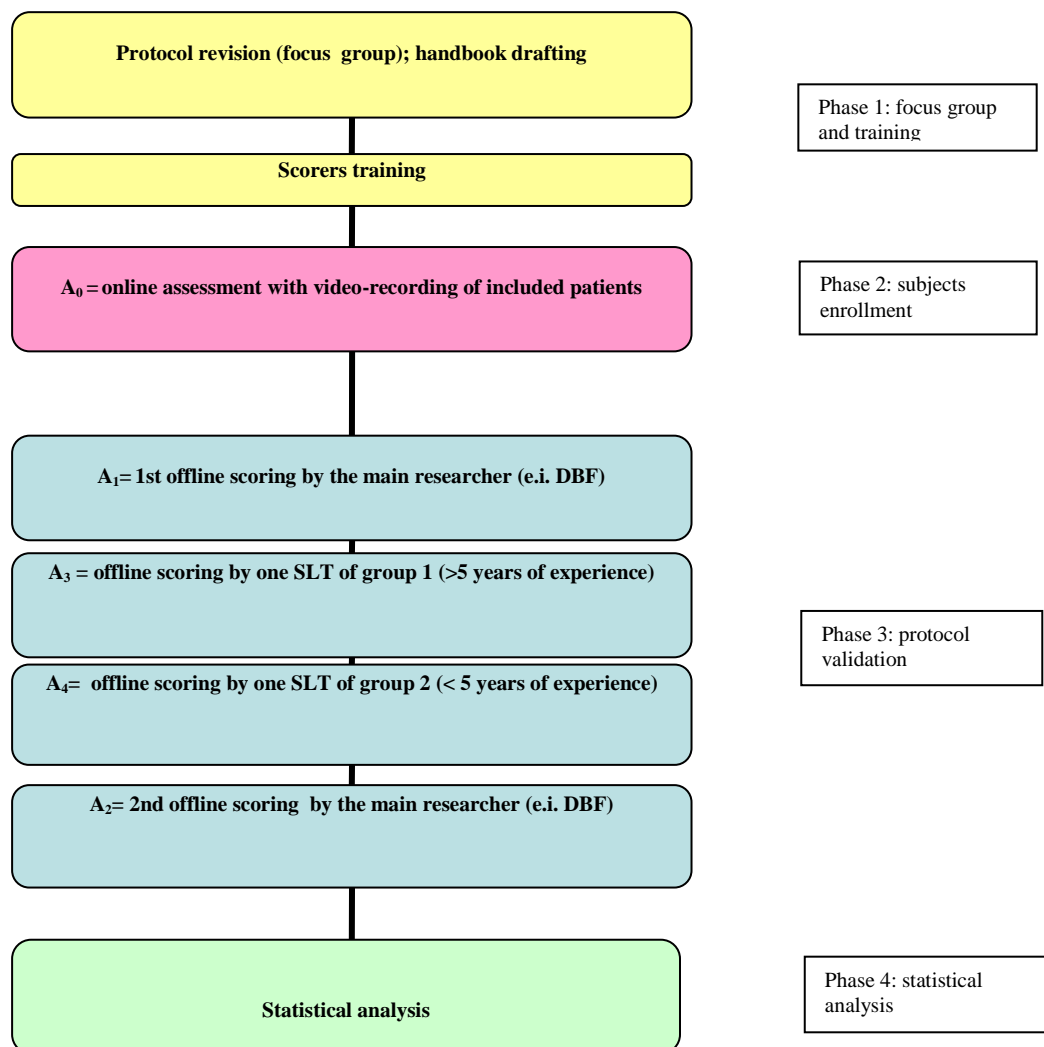 Protocol revision (focus group); handbook drafting
Phase 1: focus group
and training
Scorers training
A0 = online assessment with video-recording of included patients
Phase 2: subjects
enrollment
A1= 1st offline scoring by the main researcher (e.i. DBF)
A3 = offline scoring by one SLT of group 1 (>5 years of experience)
Phase 3: protocol
validation
A4= offline scoring by one SLT of group 2 (< 5 years of experience)
A2= 2nd offline scoring by the main researcher (e.i. DBF)
Phase 4: statistical
analysis
Statistical analysis